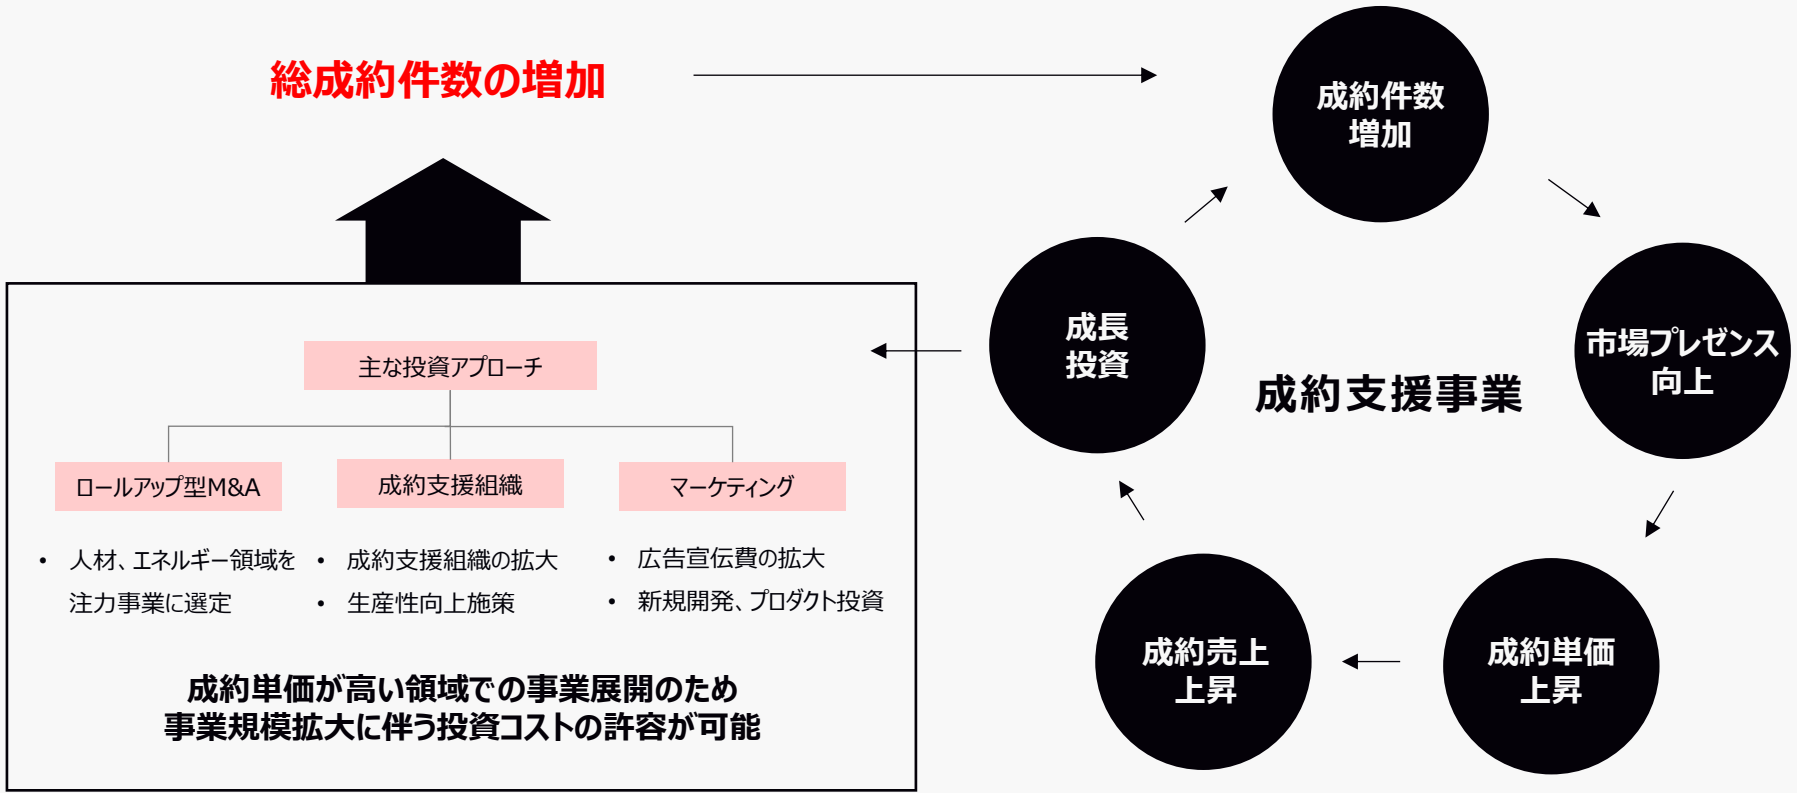 総成約件数の増加
成約件数
増加
成長
投資
市場プレゼンス
向上
成約支援事業
成約売上
上昇
成約単価
上昇
主な投資アプローチ
ロールアップ型M&A
成約支援組織
マーケティング
• 人材、エネルギー領域を
注力事業に選定
• 成約支援組織の拡大
• 生産性向上施策
• 広告宣伝費の拡大
• 新規開発、プロダクト投資
成約単価が高い領域での事業展開のため
事業規模拡大に伴う投資コストの許容が可能